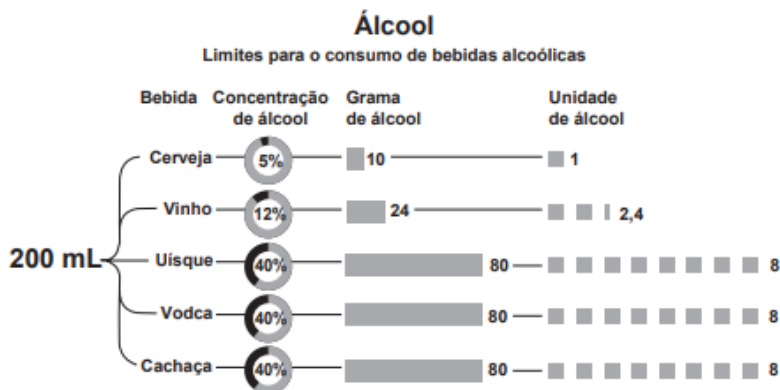 Álcool
Limites para o consumo de bebidas alcoólicas
Bebida Concentração de álcool Grama de álcool Unidade de álcool
200 mL
Cerveja 5% 10 1
Vinho 12% 24 2,4
Uísque 40% 80 8
Vodca 40% 80 8
Cachaça 40% 80 8